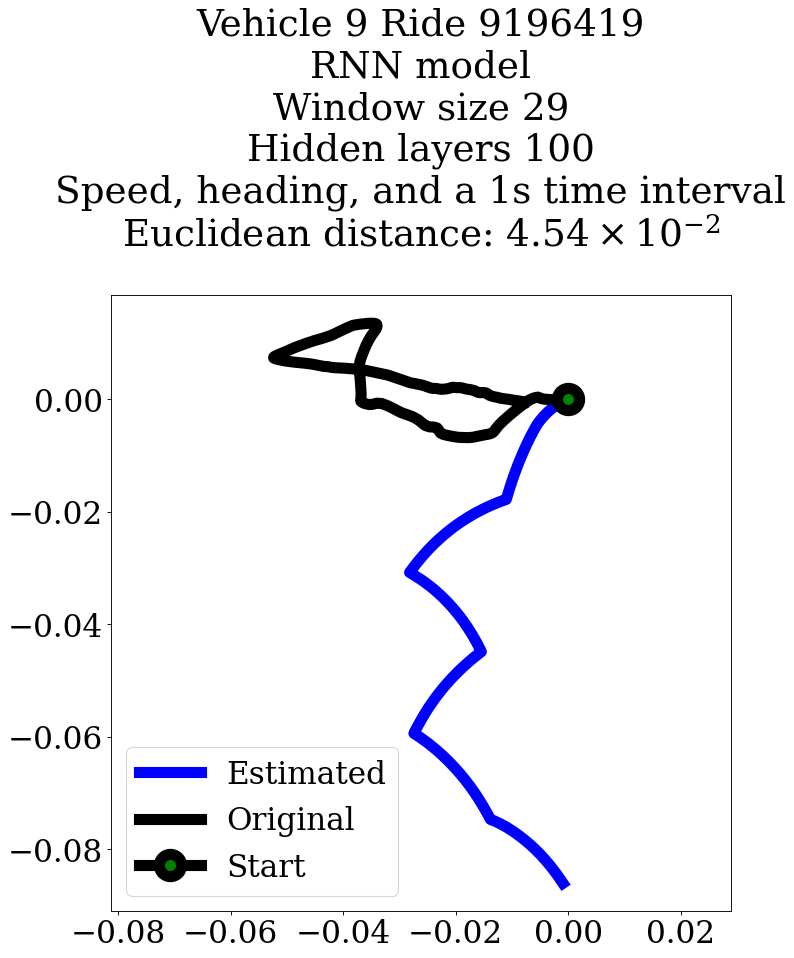 Vehicle 9 Ride 9196419
RNN model
Window size 29
Hidden layers 100
Speed, heading, and a 1s time interval
Euclidean distance: 4.54 × 10⁻²
0.00
−0.02
−0.04
−0.06
−0.08
Estimated
Original
Start
−0.08 −0.06 −0.04 −0.02 0.00 0.02